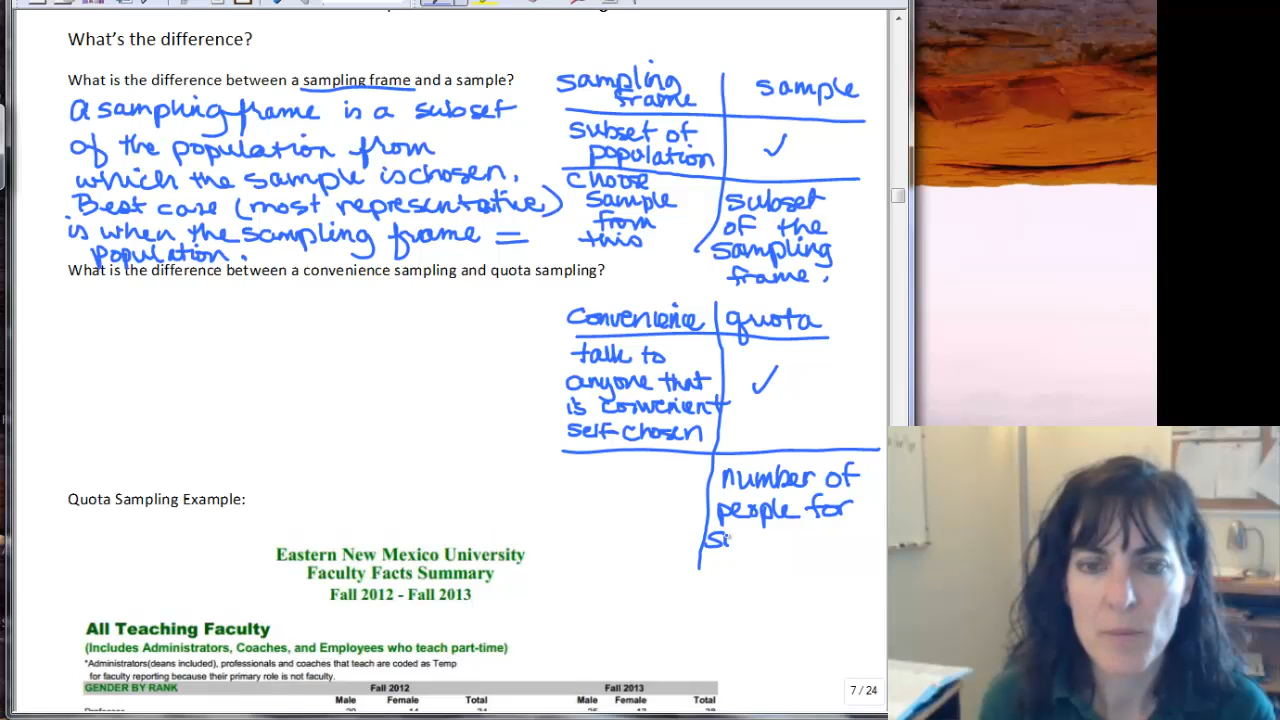 What's the difference?
What is the difference between a sampling frame and a sample?
A sampling frame is a subset
of the population from
which the sample is chosen.
Best case (most representative)
is when the sampling frame =
population.
sampling
frame
sample
subset of
population
✓
choose
sample
from
this
subset
of the
sampling
frame.
What is the difference between a convenience sampling and quota sampling?
convenience
quota
talk to
anyone that
is convenient
self-chosen
✓
number of
people for
Quota Sampling Example:
Eastern New Mexico University
Faculty Facts Summary
Fall 2012 - Fall 2013
All Teaching Faculty
(Includes Administrators, Coaches, and Employees who teach part-time)
*Administrators(deans included), professionals and coaches that teach are coded as Temp
for faculty reporting because their primary role is not faculty.
GENDER BY RANK Fall 2012 Fall 2013
Male Female Total Male Female Total
7 / 24